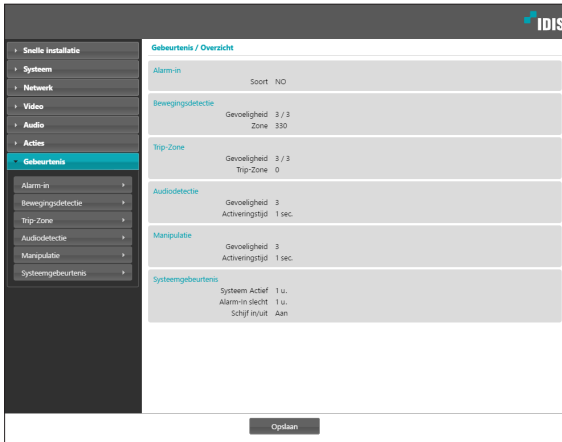 IDIS
Snelle installatie
Systeem
Netwerk
Video
Audio
Acties
Gebeurtenis
Alarm-in
Bewegingsdetectie
Trip-Zone
Audiodetectie
Manipulatie
Systeemgebeurtenis
Gebeurtenis / Overzicht
Alarm-in
Soort NO
Bewegingsdetectie
Gevoeligheid 3 / 3
Zone 330
Trip-Zone
Gevoeligheid 3 / 3
Trip-Zone 0
Audiodetectie
Gevoeligheid 3
Activeringstijd 1 sec.
Manipulatie
Gevoeligheid 3
Activeringstijd 1 sec.
Systeemgebeurtenis
Systeem Actief 1 u.
Alarm-In slecht 1 u.
Schijf in/uit Aan
Opslaan